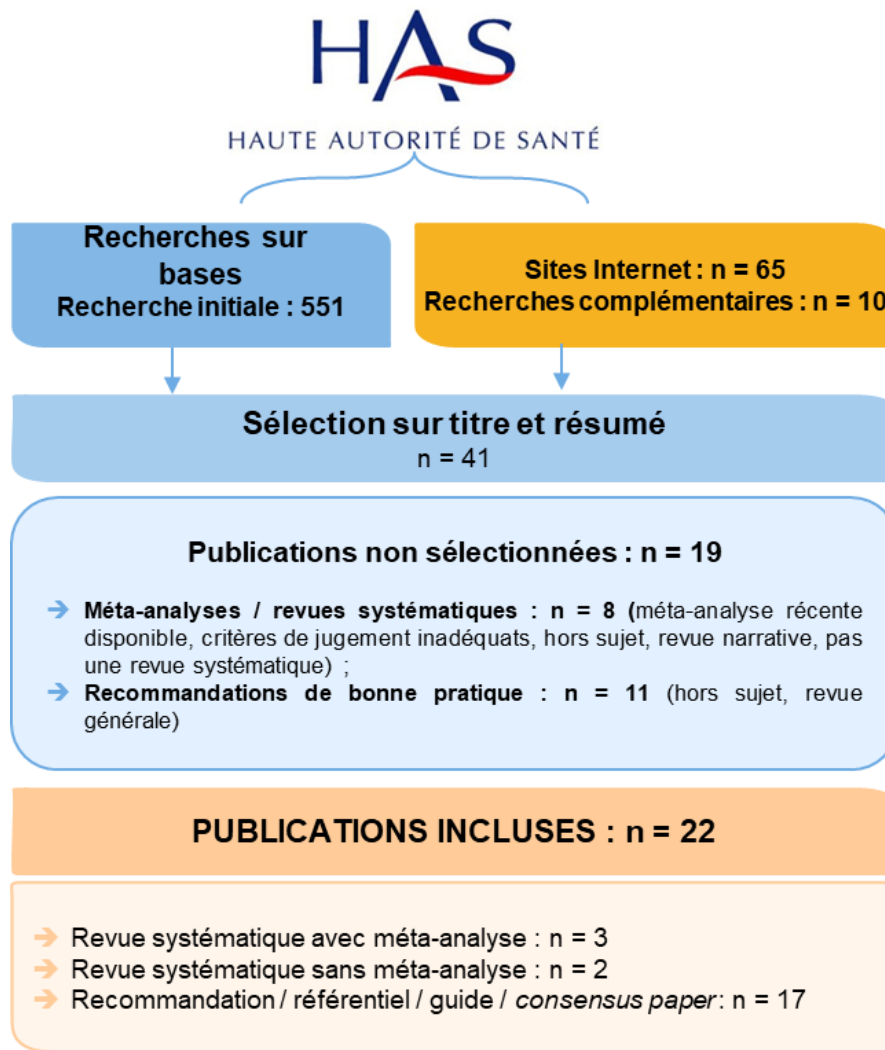 HAS
HAUTE AUTORITÉ DE SANTÉ
Recherches sur
bases
Recherche initiale : 551
Sites Internet : n = 65
Recherches complémentaires : n = 10
Sélection sur titre et résumé
n = 41
Publications non sélectionnées : n = 19
➔ Méta-analyses / revues systématiques : n = 8 (méta-analyse récente
disponible, critères de jugement inadéquats, hors sujet, revue narrative, pas
une revue systématique) ;
➔ Recommandations de bonne pratique : n = 11 (hors sujet, revue
générale)
PUBLICATIONS INCLUSES : n = 22
➔ Revue systématique avec méta-analyse : n = 3
➔ Revue systématique sans méta-analyse : n = 2
➔ Recommandation / référentiel / guide / consensus paper : n = 17